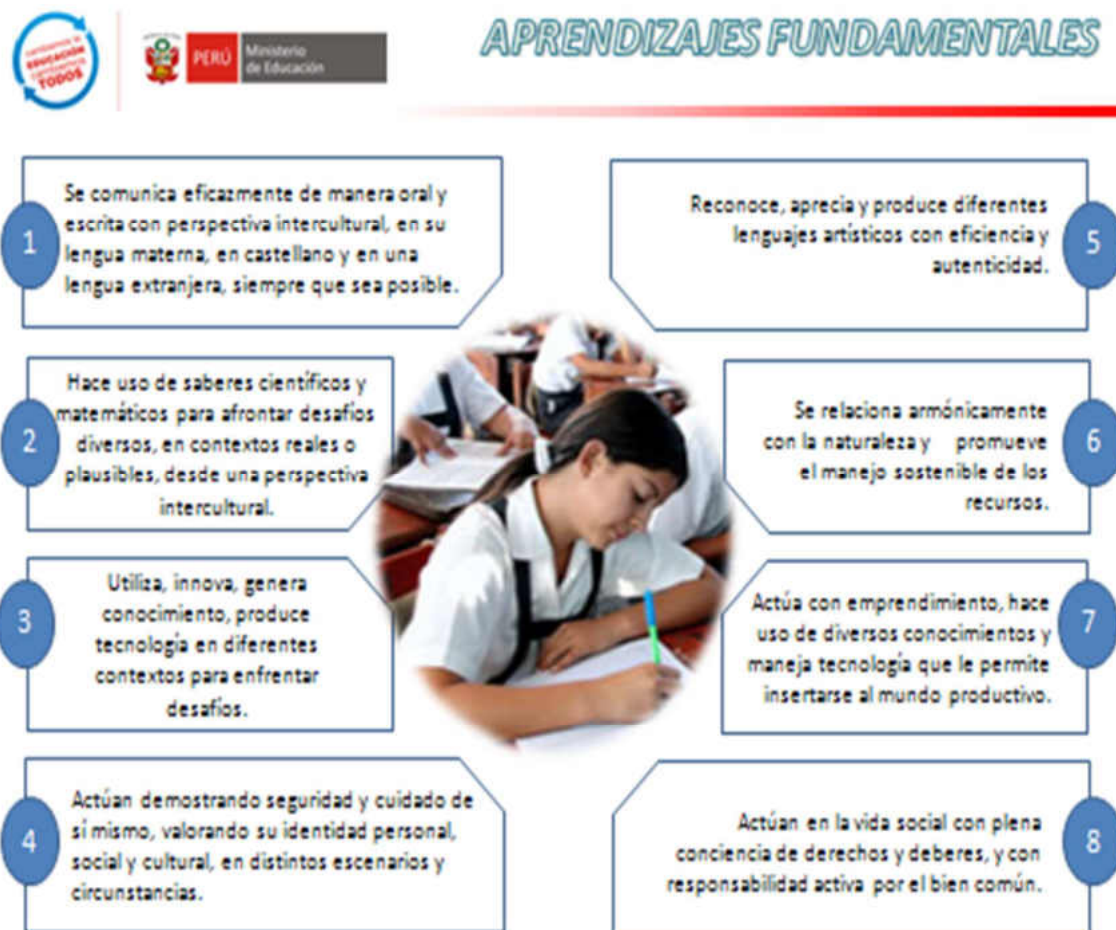 cambiemos la
EDUCACIÓN
cambiemos
TODOS
PERÚ
Ministerio
de Educación
APRENDIZAJES FUNDAMENTALES
1
Se comunica eficazmente de manera oral y
escrita con perspectiva intercultural, en su
lengua materna, en castellano y en una
lengua extranjera, siempre que sea posible.
2
Hace uso de saberes científicos y
matemáticos para afrontar desafíos
diversos, en contextos reales o
plausibles, desde una perspectiva
intercultural.
3
Utiliza, innova, genera
conocimiento, produce
tecnología en diferentes
contextos para enfrentar
desafíos.
4
Actúan demostrando seguridad y cuidado de
sí mismo, valorando su identidad personal,
social y cultural, en distintos escenarios y
circunstancias.
Reconoce, aprecia y produce diferentes
lenguajes artísticos con eficiencia y
autenticidad.
5
Se relaciona armónicamente
con la naturaleza y promueve
el manejo sostenible de los
recursos.
6
Actúa con emprendimiento, hace
uso de diversos conocimientos y
maneja tecnología que le permite
insertarse al mundo productivo.
7
Actúan en la vida social con plena
conciencia de derechos y deberes, y con
responsabilidad activa por el bien común.
8